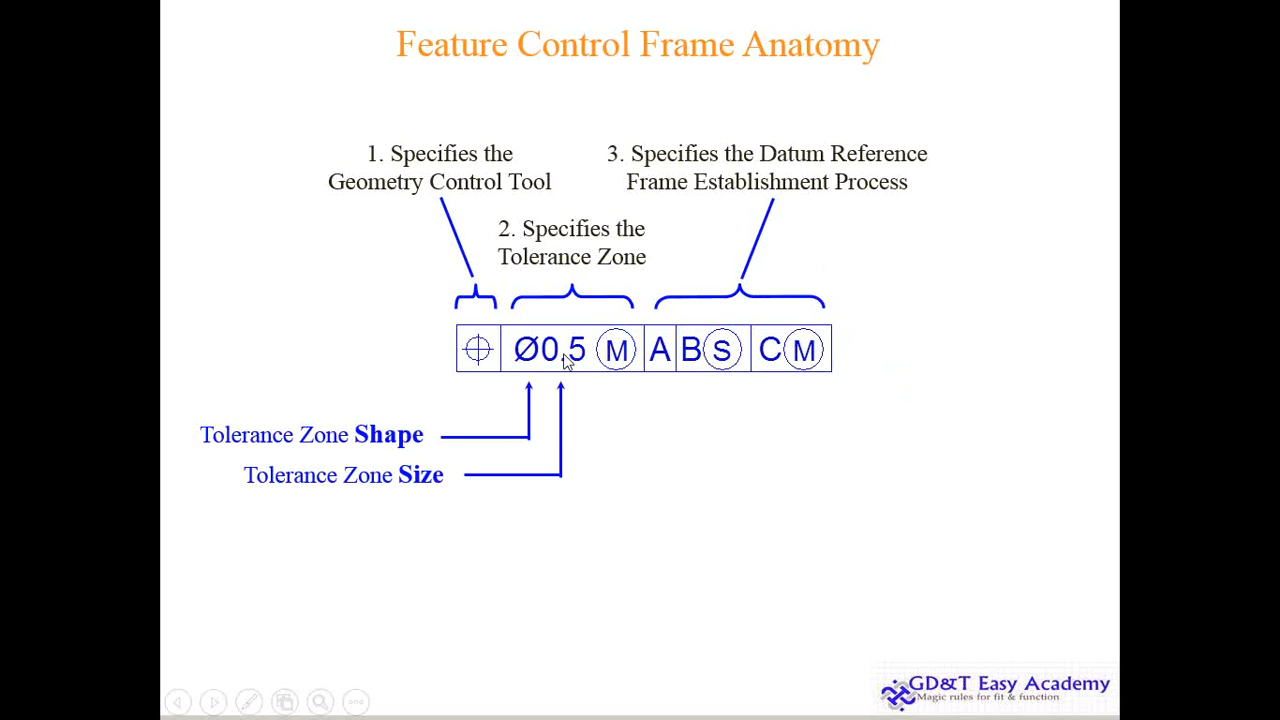 Feature Control Frame Anatomy
1. Specifies the
Geometry Control Tool
3. Specifies the Datum Reference
Frame Establishment Process
2. Specifies the
Tolerance Zone
⌖ Ø0.5 Ⓜ A B Ⓢ C Ⓜ
Tolerance Zone Shape
Tolerance Zone Size
GD&T Easy Academy
Magic rules for fit & function